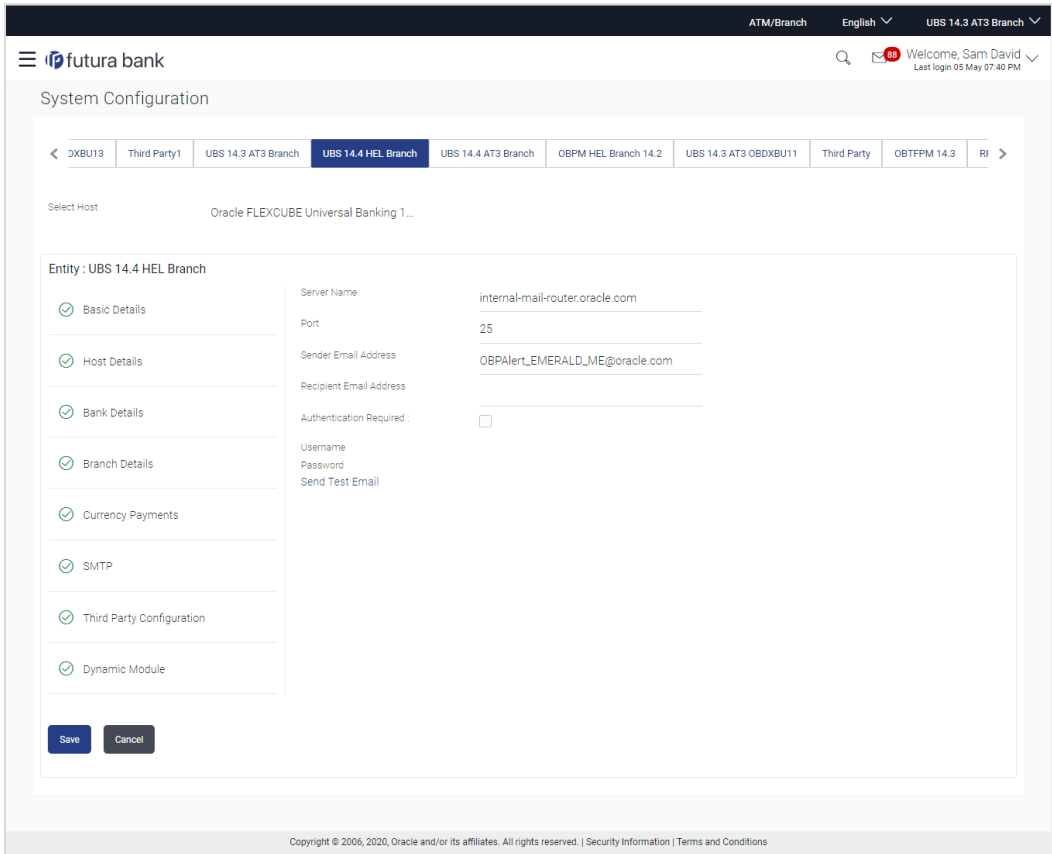 ATM/Branch English UBS 14.3 AT3 Branch
futura bank 88 Welcome, Sam David
Last login 05 May 07:40 PM
System Configuration
DXBU13 Third Party1 UBS 14.3 AT3 Branch UBS 14.4 HEL Branch UBS 14.4 AT3 Branch OBPM HEL Branch 14.2 UBS 14.3 AT3 OBDXBU11 Third Party OBTFPM 14.3
Select Host Oracle FLEXCUBE Universal Banking 1...
Entity : UBS 14.4 HEL Branch
Basic Details
Host Details
Bank Details
Branch Details
Currency Payments
SMTP
Third Party Configuration
Dynamic Module
Server Name internal-mail-router.oracle.com
Port 25
Sender Email Address OBPAlert_EMERALD_ME@oracle.com
Recipient Email Address
Authentication Required :
Username
Password
Send Test Email
Save Cancel
Copyright © 2006, 2020, Oracle and/or its affiliates. All rights reserved. | Security Information | Terms and Conditions